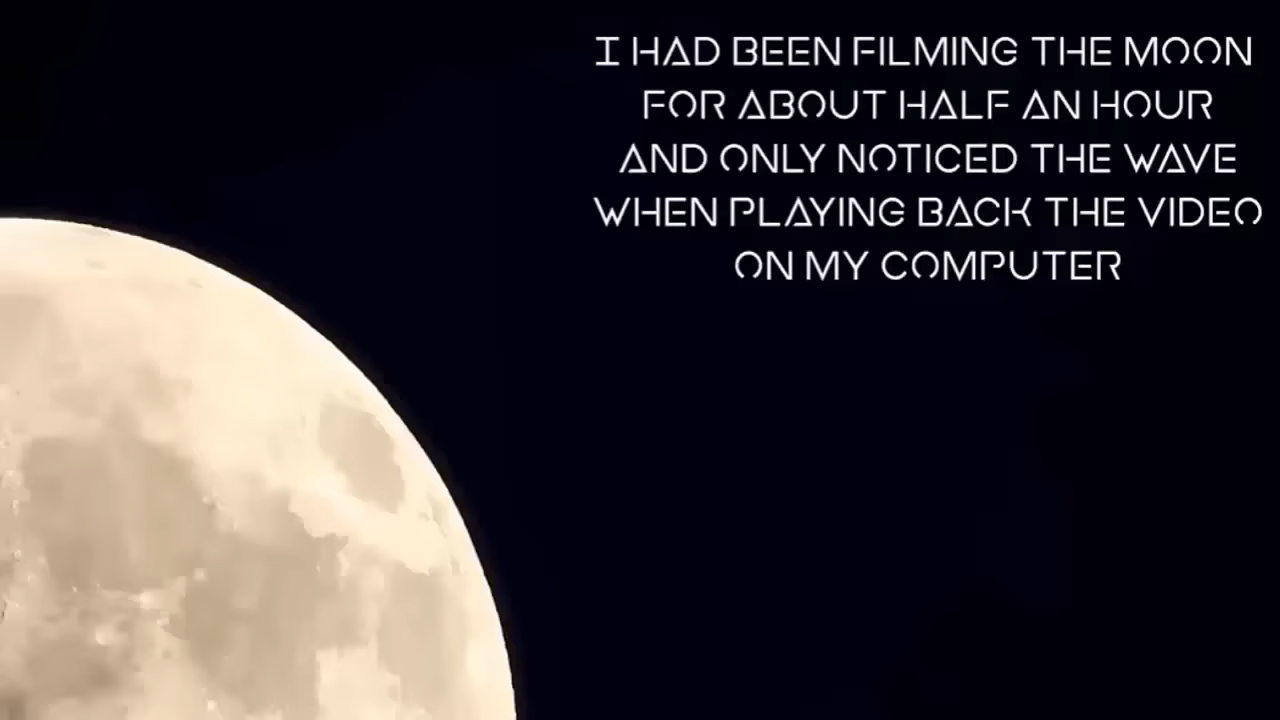 I HAD BEEN FILMING THE MOON
FOR ABOUT HALF AN HOUR
AND ONLY NOTICED THE WAVE
WHEN PLAYING BACK THE VIDEO
ON MY COMPUTER